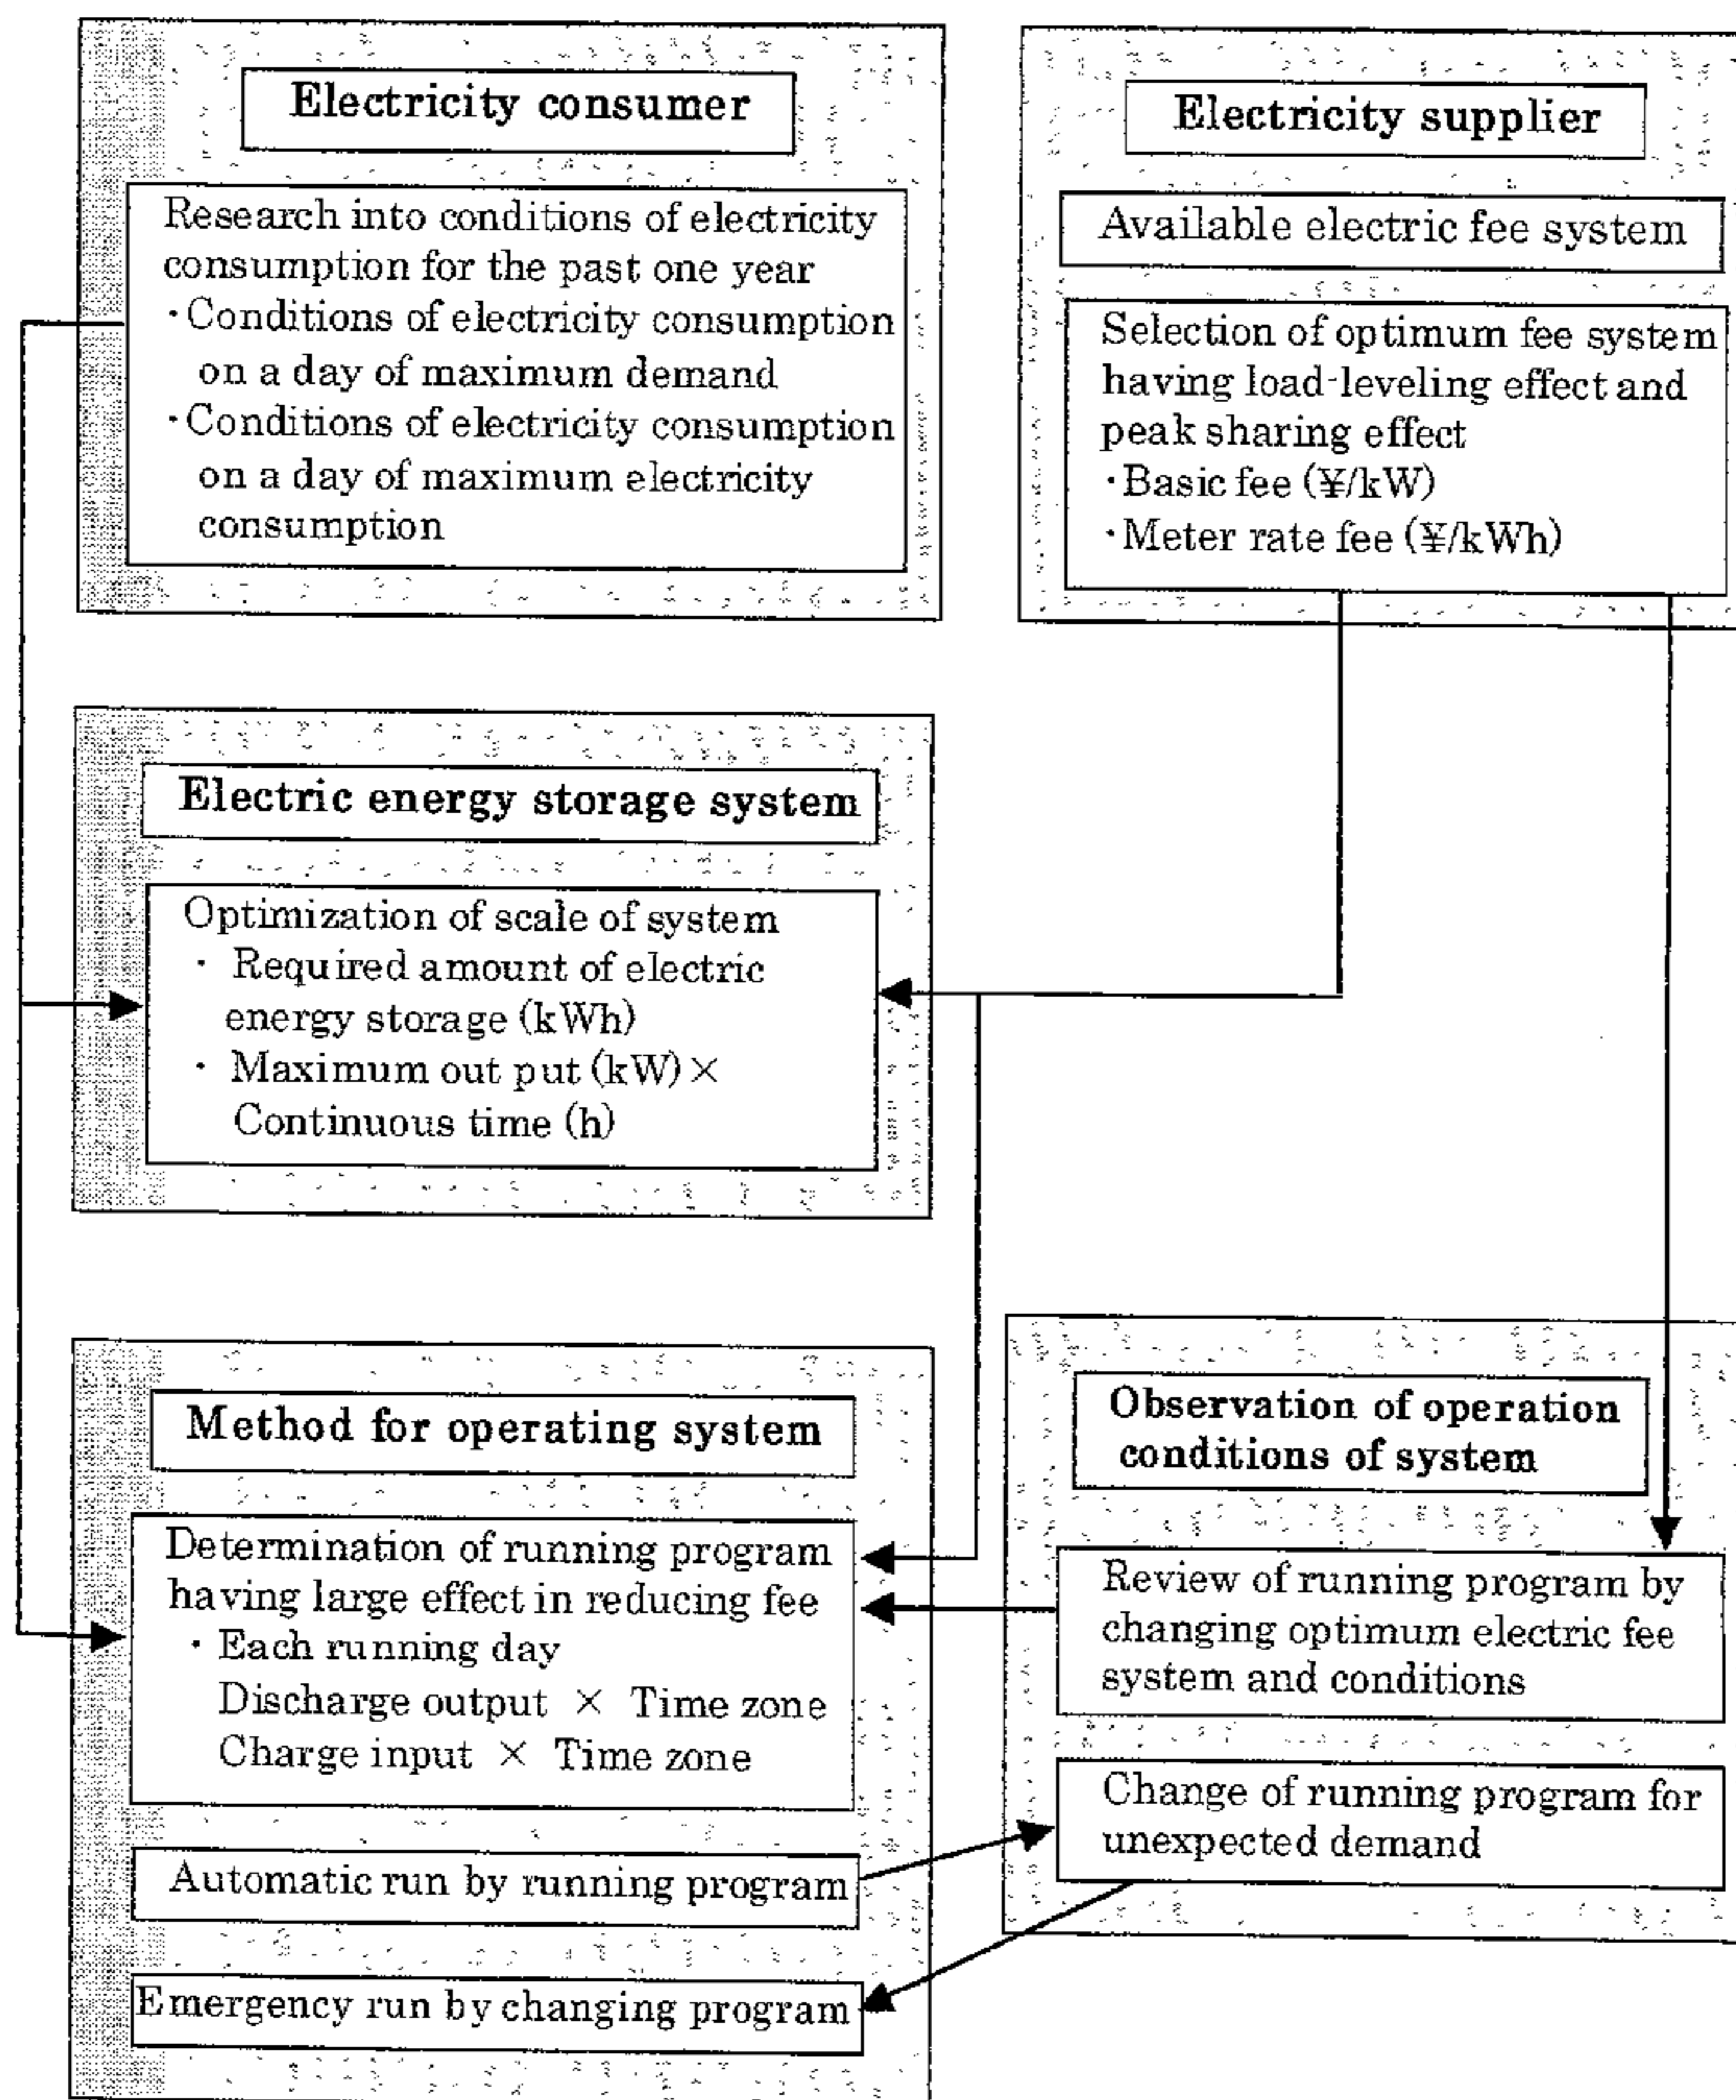 Electricity consumer
Research into conditions of electricity
consumption for the past one year
・Conditions of electricity consumption
on a day of maximum demand
・Conditions of electricity consumption
on a day of maximum electricity
consumption
Electricity supplier
Available electric fee system
Selection of optimum fee system
having load-leveling effect and
peak sharing effect
・Basic fee (¥/kW)
・Meter rate fee (¥/kWh)
Electric energy storage system
Optimization of scale of system
・ Required amount of electric
energy storage (kWh)
・ Maximum out put (kW) ×
Continuous time (h)
Method for operating system
Determination of running program
having large effect in reducing fee
・ Each running day
Discharge output × Time zone
Charge input × Time zone
Automatic run by running program
Emergency run by changing program
Observation of operation
conditions of system
Review of running program by
changing optimum electric fee
system and conditions
Change of running program for
unexpected demand